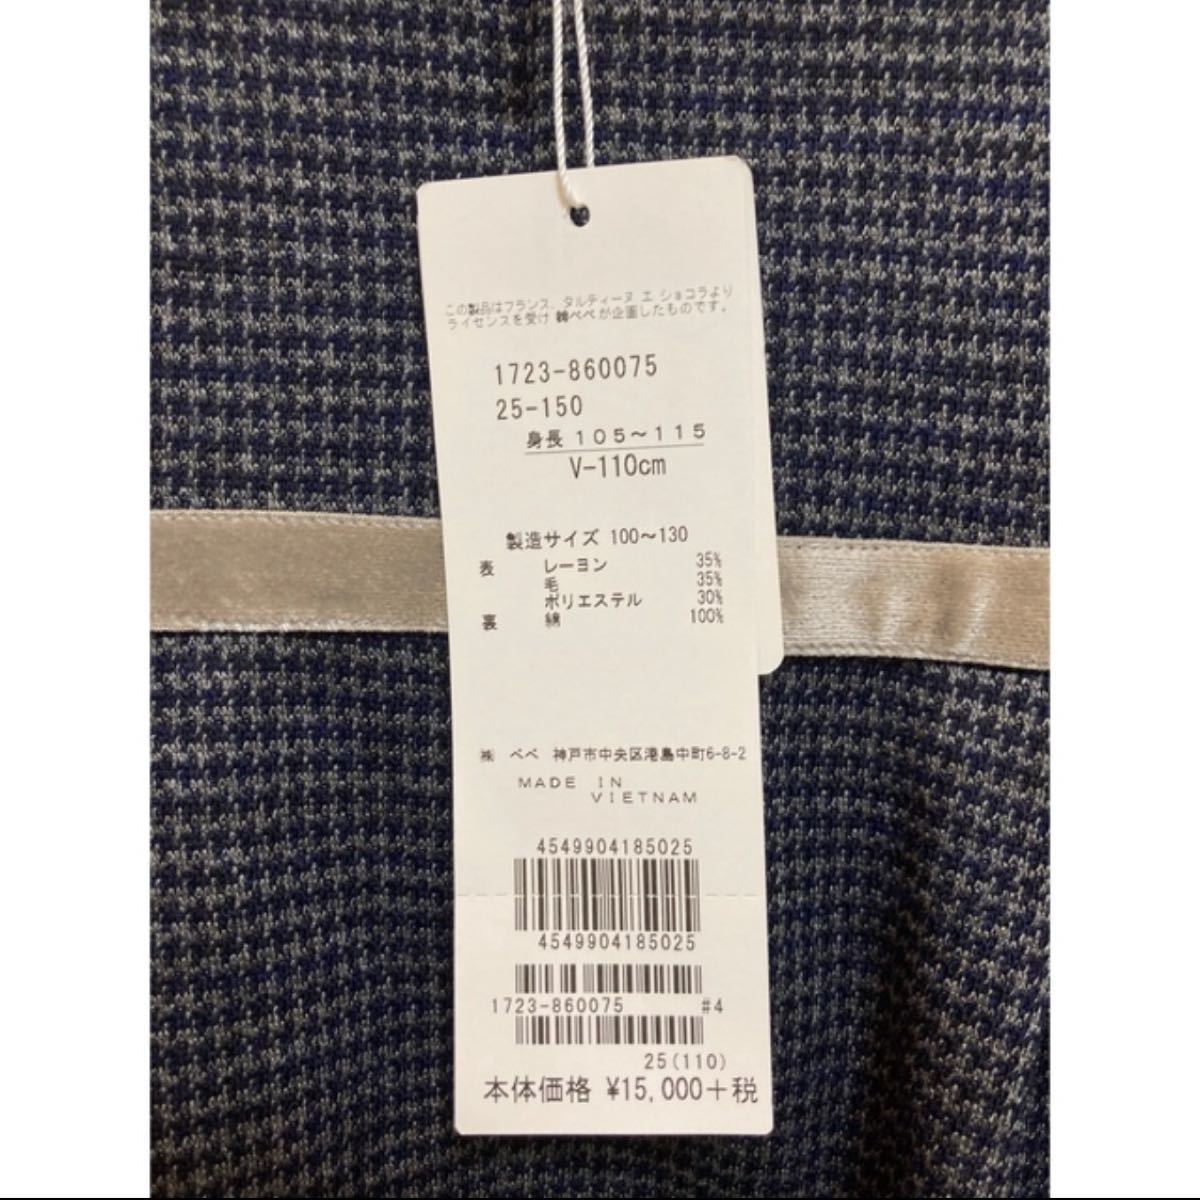 この製品はフランス、タルティーヌ エ ショコラより
ライセンスを受け ㈱べべが企画したものです。
1723-860075
25-150
身長 105～115
V-110cm
製造サイズ 100～130
表 レーヨン 35%
毛 35%
ポリエステル 30%
裏 綿 100%
㈱ べべ 神戸市中央区港島中町6-8-2
MADE IN
VIETNAM
4549904185025
4549904185025
1723-860075 #4
25(110)
本体価格 ¥15,000+税